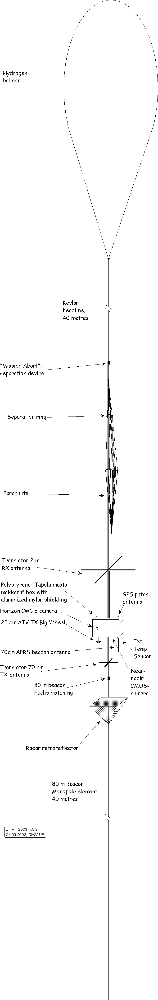 Hydrogen
balloon
Kevlar
headline,
40 metres
"Mission Abort"-
separation device
Separation ring
Parachute
Translator 2 m
RX antenna
Polystyrene "Tapola musta-
makkara" box with
aluminized mylar shielding
GPS patch
antenna
Horizon CMOS camera
23 cm ATV TX Big Wheel
Ext.
Temp.
Sensor
70cm APRS beacon antenna
Translator 70 cm
TX-antenna
Near-
nadir
CMOS-
camera
80 m beacon
Fuchs matching
Radar retroreflector
80 m Beacon
Monopole element
40 metres
Ilmari-2003, v.0.3,
06.03.2003, OH2AUE